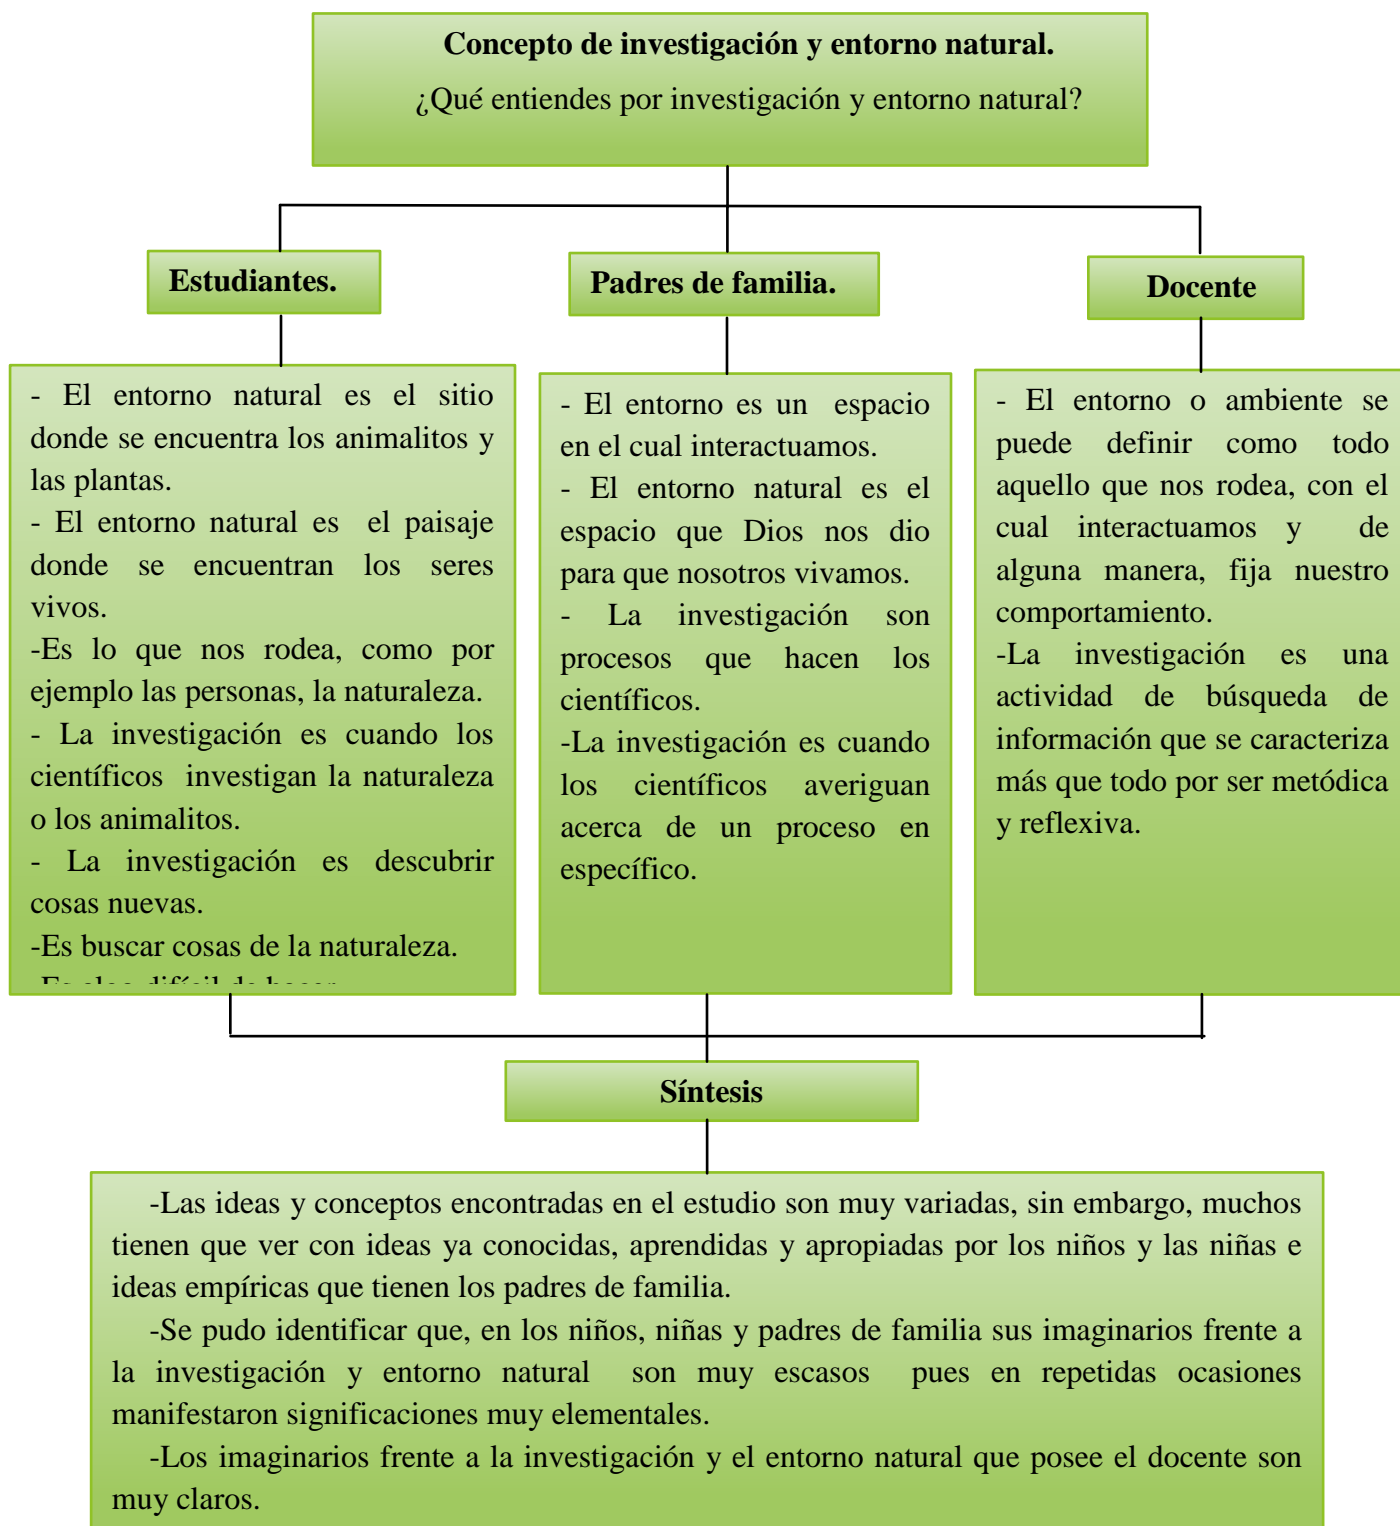 Concepto de investigación y entorno natural.
¿Qué entiendes por investigación y entorno natural?
Estudiantes.
- El entorno natural es el sitio
donde se encuentra los animalitos y
las plantas.
- El entorno natural es el paisaje
donde se encuentran los seres
vivos.
-Es lo que nos rodea, como por
ejemplo las personas, la naturaleza.
- La investigación es cuando los
científicos investigan la naturaleza
o los animalitos.
- La investigación es descubrir
cosas nuevas.
-Es buscar cosas de la naturaleza.
-Es algo difícil de hacer
Padres de familia.
- El entorno es un espacio
en el cual interactuamos.
- El entorno natural es el
espacio que Dios nos dio
para que nosotros vivamos.
- La investigación son
procesos que hacen los
científicos.
-La investigación es cuando
los científicos averiguan
acerca de un proceso en
específico.
Docente
- El entorno o ambiente se
puede definir como todo
aquello que nos rodea, con el
cual interactuamos y de
alguna manera, fija nuestro
comportamiento.
-La investigación es una
actividad de búsqueda de
información que se caracteriza
más que todo por ser metódica
y reflexiva.
Síntesis
-Las ideas y conceptos encontradas en el estudio son muy variadas, sin embargo, muchos
tienen que ver con ideas ya conocidas, aprendidas y apropiadas por los niños y las niñas e
ideas empíricas que tienen los padres de familia.
-Se pudo identificar que, en los niños, niñas y padres de familia sus imaginarios frente a
la investigación y entorno natural son muy escasos pues en repetidas ocasiones
manifestaron significaciones muy elementales.
-Los imaginarios frente a la investigación y el entorno natural que posee el docente son
muy claros.